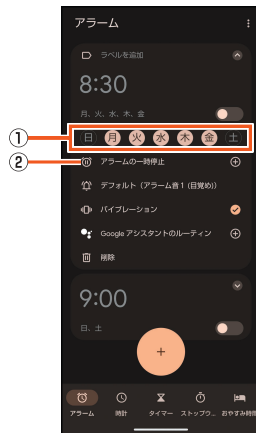 アラーム
ラベルを追加
8:30
月、火、水、木、金
① 日 月 火 水 木 金 土
② アラームの一時停止
デフォルト（アラーム音1（目覚め））
バイブレーション
Google アシスタントのルーティン
削除
9:00
日、土
+
アラーム 時計 タイマー ストップウ... おやすみ時間